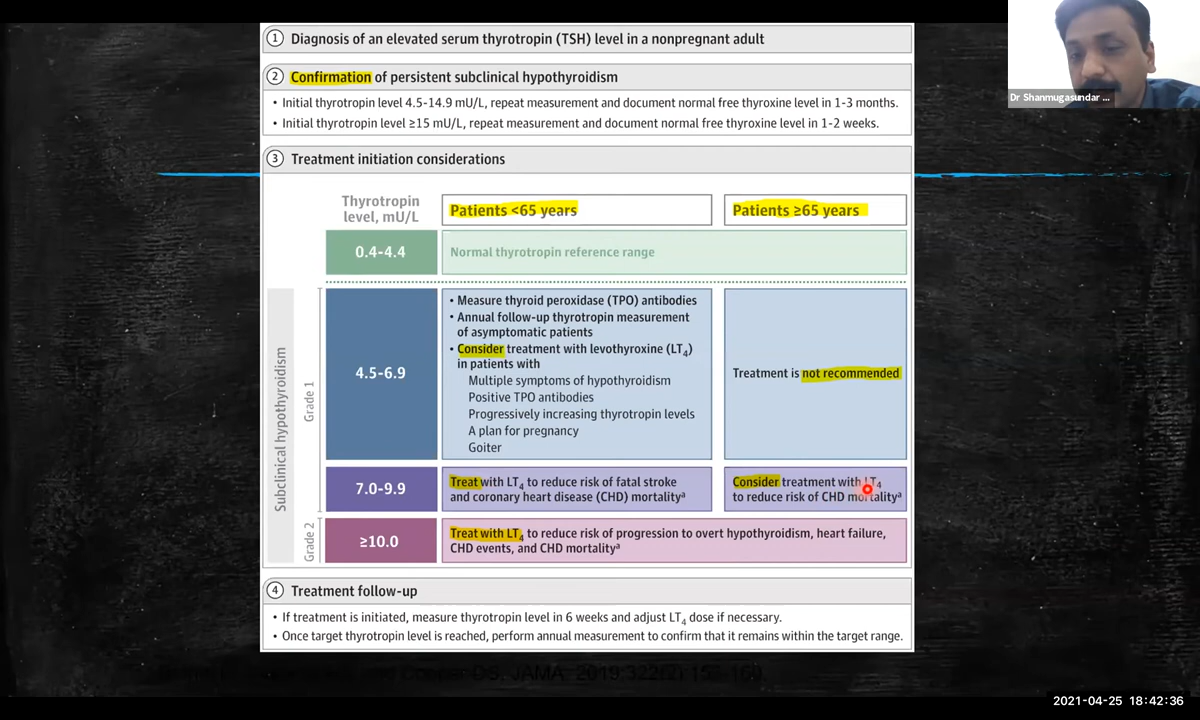 ① Diagnosis of an elevated serum thyrotropin (TSH) level in a nonpregnant adult
② Confirmation of persistent subclinical hypothyroidism
• Initial thyrotropin level 4.5-14.9 mU/L, repeat measurement and document normal free thyroxine level in 1-3 months.
• Initial thyrotropin level ≥15 mU/L, repeat measurement and document normal free thyroxine level in 1-2 weeks.
③ Treatment initiation considerations
Thyrotropin
level, mU/L
Patients <65 years
Patients ≥65 years
0.4-4.4
Normal thyrotropin reference range
Subclinical hypothyroidism
Grade 1
4.5-6.9
• Measure thyroid peroxidase (TPO) antibodies
• Annual follow-up thyrotropin measurement
of asymptomatic patients
• Consider treatment with levothyroxine (LT4)
in patients with
Multiple symptoms of hypothyroidism
Positive TPO antibodies
Progressively increasing thyrotropin levels
A plan for pregnancy
Goiter
Treatment is not recommended
7.0-9.9
Treat with LT4 to reduce risk of fatal stroke
and coronary heart disease (CHD) mortalityª
Consider treatment with LT4
to reduce risk of CHD mortalityª
Grade 2
≥10.0
Treat with LT4 to reduce risk of progression to overt hypothyroidism, heart failure,
CHD events, and CHD mortalityª
④ Treatment follow-up
• If treatment is initiated, measure thyrotropin level in 6 weeks and adjust LT4 dose if necessary.
• Once target thyrotropin level is reached, perform annual measurement to confirm that it remains within the target range.
Cooper DS. JAMA. 2019;322(2):
Dr Shanmugasundar ...
2021-04-25 18:42:36